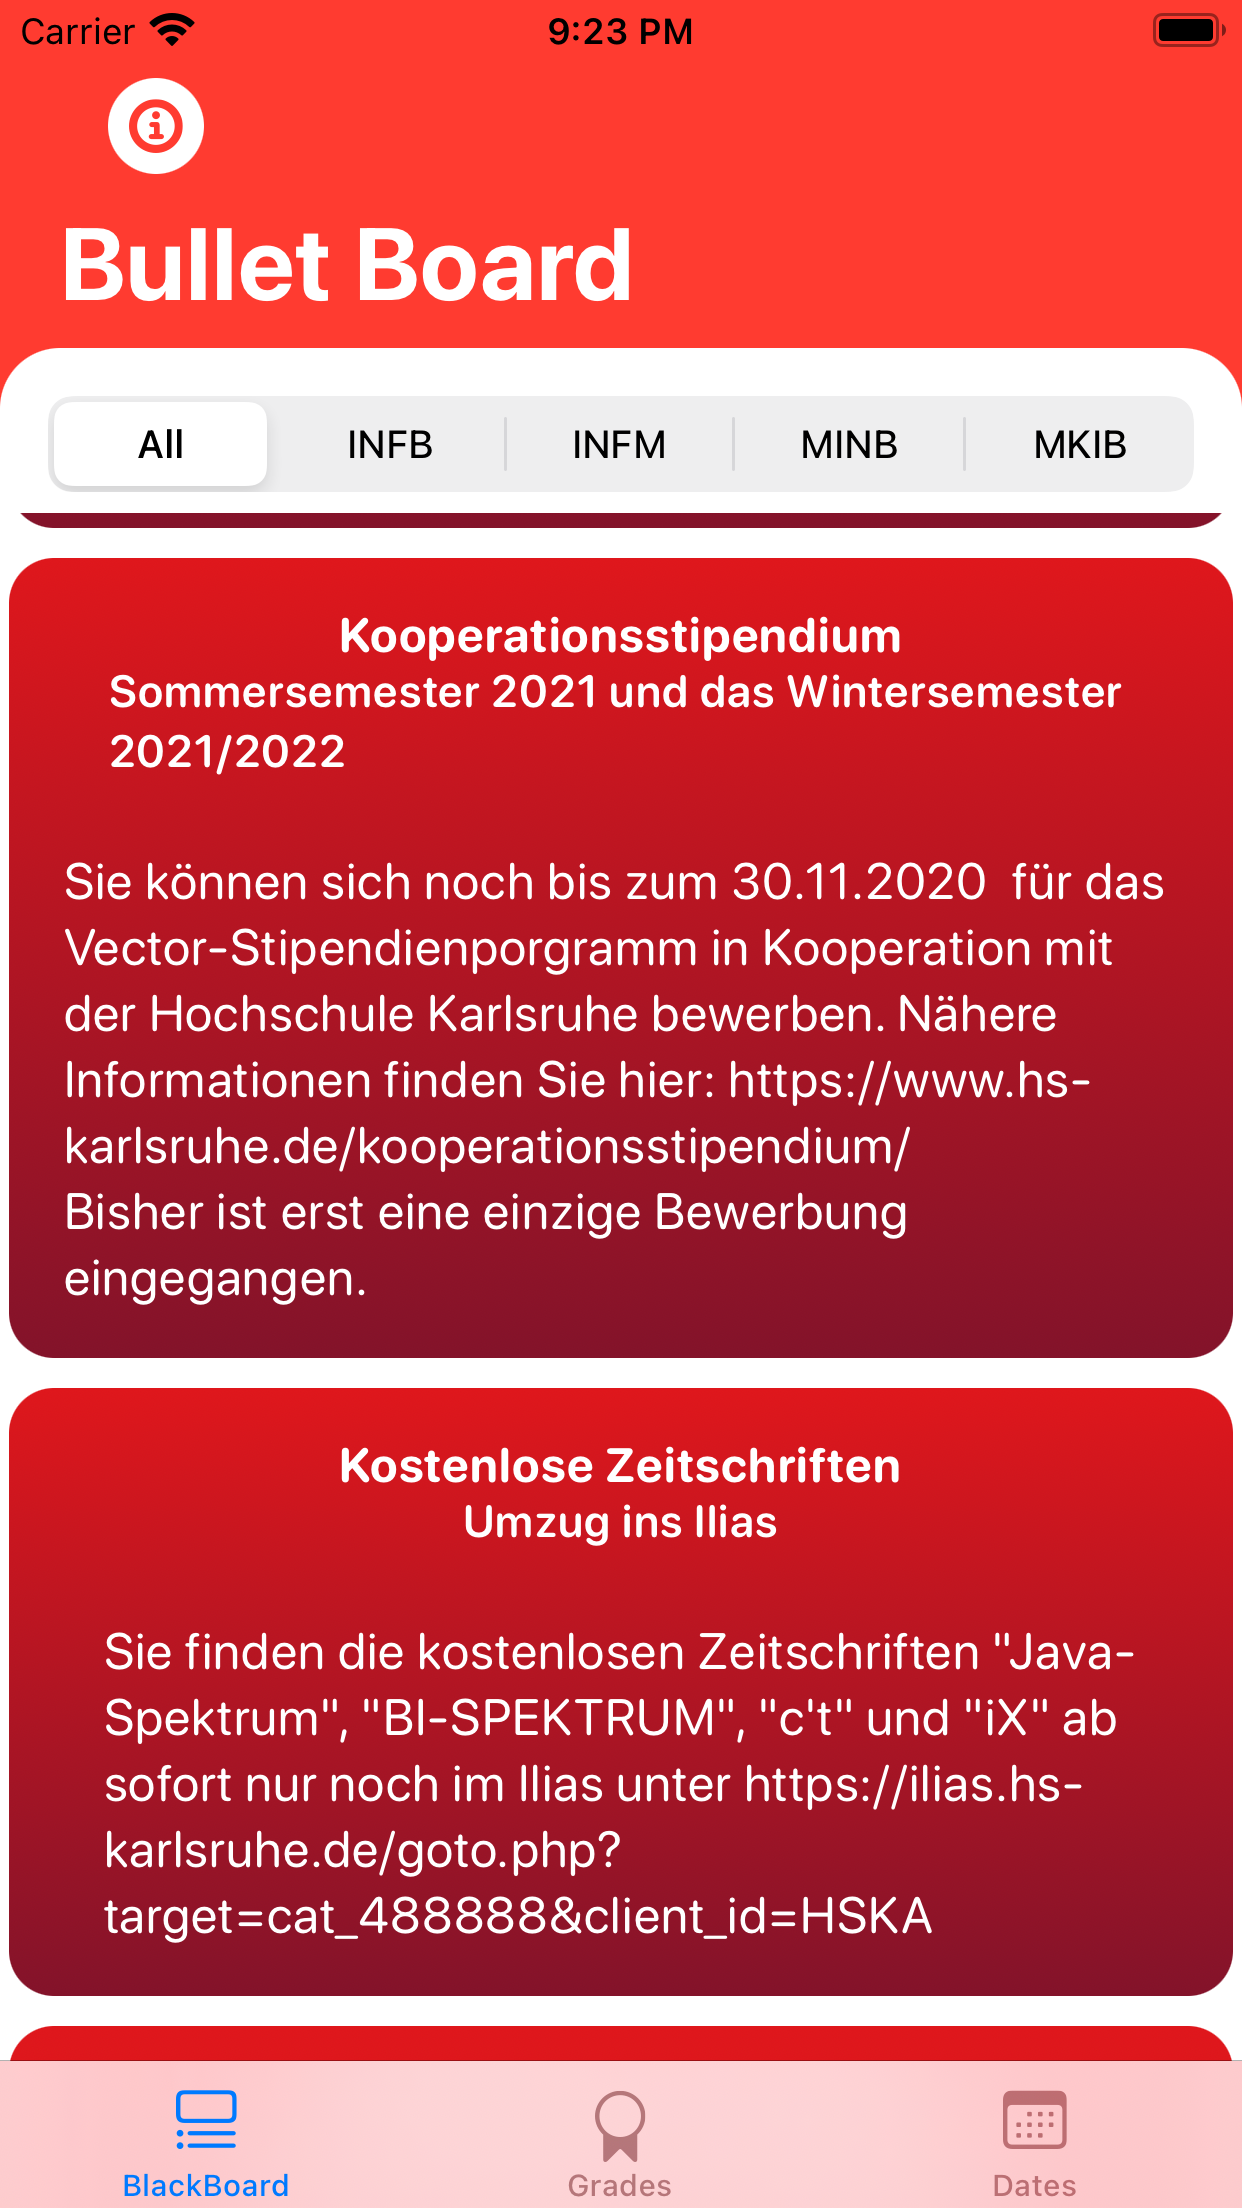 Carrier 9:23 PM
Bullet Board
All INFB INFM MINB MKIB
Kooperationsstipendium
Sommersemester 2021 und das Wintersemester
2021/2022
Sie können sich noch bis zum 30.11.2020  für das
Vector-Stipendienporgramm in Kooperation mit
der Hochschule Karlsruhe bewerben. Nähere
Informationen finden Sie hier: https://www.hs-
karlsruhe.de/kooperationsstipendium/
Bisher ist erst eine einzige Bewerbung
eingegangen.
Kostenlose Zeitschriften
Umzug ins Ilias
Sie finden die kostenlosen Zeitschriften "Java-
Spektrum", "BI-SPEKTRUM", "c't" und "iX" ab
sofort nur noch im Ilias unter https://ilias.hs-
karlsruhe.de/goto.php?
target=cat_488888&client_id=HSKA
BlackBoard Grades Dates